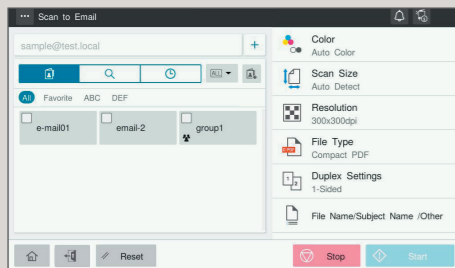 Scan to Email
sample@test.local
+
ALL
All Favorite ABC DEF
e-mail01
email-2
group1
Color
Auto Color
Scan Size
Auto Detect
Resolution
300x300dpi
File Type
Compact PDF
Duplex Settings
1-Sided
File Name/Subject Name /Other
Reset
Stop
Start